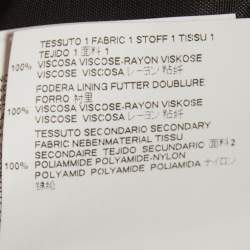 TESSUTO 1 FABRIC 1 STOFF 1 TISSU 1
TEJIDO 1 面料 1
100% VISCOSA VISCOSE-RAYON VISKOSE
VISCOSE VISCOSA レーヨン 粘纤
FODERA LINING FUTTER DOUBLURE
FORRO 衬里
100% VISCOSA VISCOSE-RAYON VISKOSE
VISCOSE VISCOSA レーヨン 粘纤
TESSUTO SECONDARIO SECONDARY
FABRIC NEBENMATERIAL TISSU
SECONDAIRE TEJIDO SECUNDARIO 面料2
100% POLIAMMIDE POLYAMIDE-NYLON
POLYAMID POLYAMIDE POLIAMIDA ナイロン
锦纶